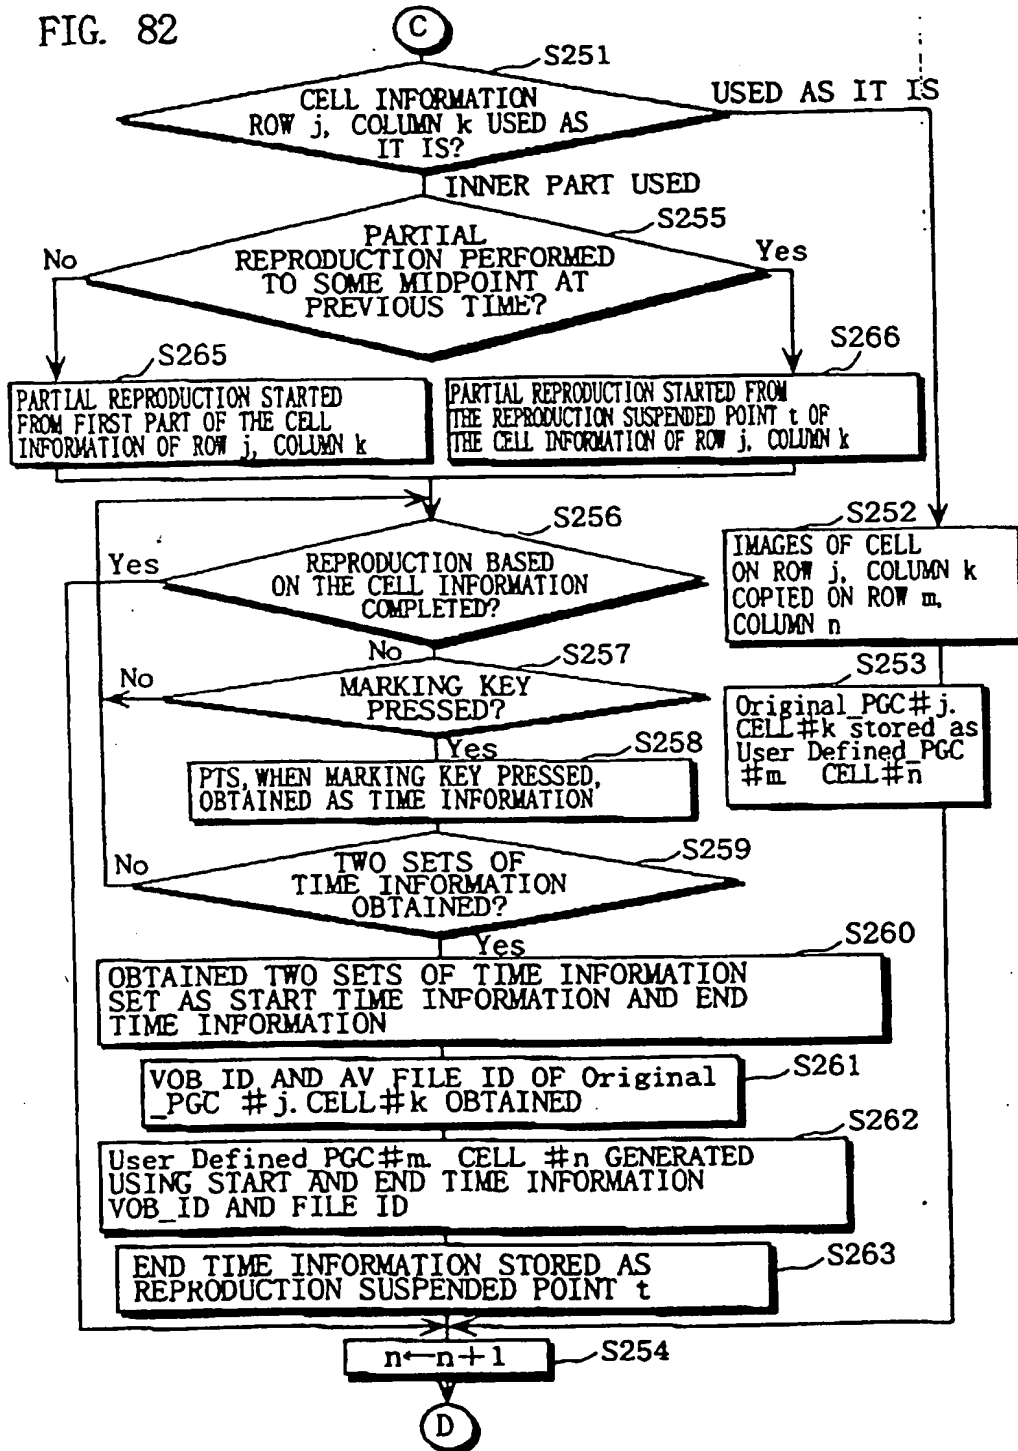 FIG. 82
C
S251
CELL INFORMATION
ROW j, COLUMN k USED AS
IT IS?
USED AS IT IS
INNER PART USED
S255
PARTIAL
REPRODUCTION PERFORMED
TO SOME MIDPOINT AT
PREVIOUS TIME?
No
Yes
S265
PARTIAL REPRODUCTION STARTED
FROM FIRST PART OF THE CELL
INFORMATION OF ROW j, COLUMN k
S266
PARTIAL REPRODUCTION STARTED FROM
THE REPRODUCTION SUSPENDED POINT t OF
THE CELL INFORMATION OF ROW j, COLUMN k
S256
REPRODUCTION BASED
ON THE CELL INFORMATION
COMPLETED?
Yes
No
S252
IMAGES OF CELL
ON ROW j, COLUMN k
COPIED ON ROW m,
COLUMN n
S257
MARKING KEY
PRESSED?
No
Yes
S253
Original_PGC#j.
CELL#k stored as
User Defined_PGC
#m CELL#n
S258
PTS, WHEN MARKING KEY PRESSED,
OBTAINED AS TIME INFORMATION
S259
TWO SETS OF
TIME INFORMATION
OBTAINED?
No
Yes
S260
OBTAINED TWO SETS OF TIME INFORMATION
SET AS START TIME INFORMATION AND END
TIME INFORMATION
S261
VOB_ID AND AV FILE ID OF Original
_PGC #j. CELL#k OBTAINED
S262
User_Defined_PGC#m. CELL #n GENERATED
USING START AND END TIME INFORMATION
VOB_ID AND FILE ID
S263
END TIME INFORMATION STORED AS
REPRODUCTION SUSPENDED POINT t
S254
n←n+1
D